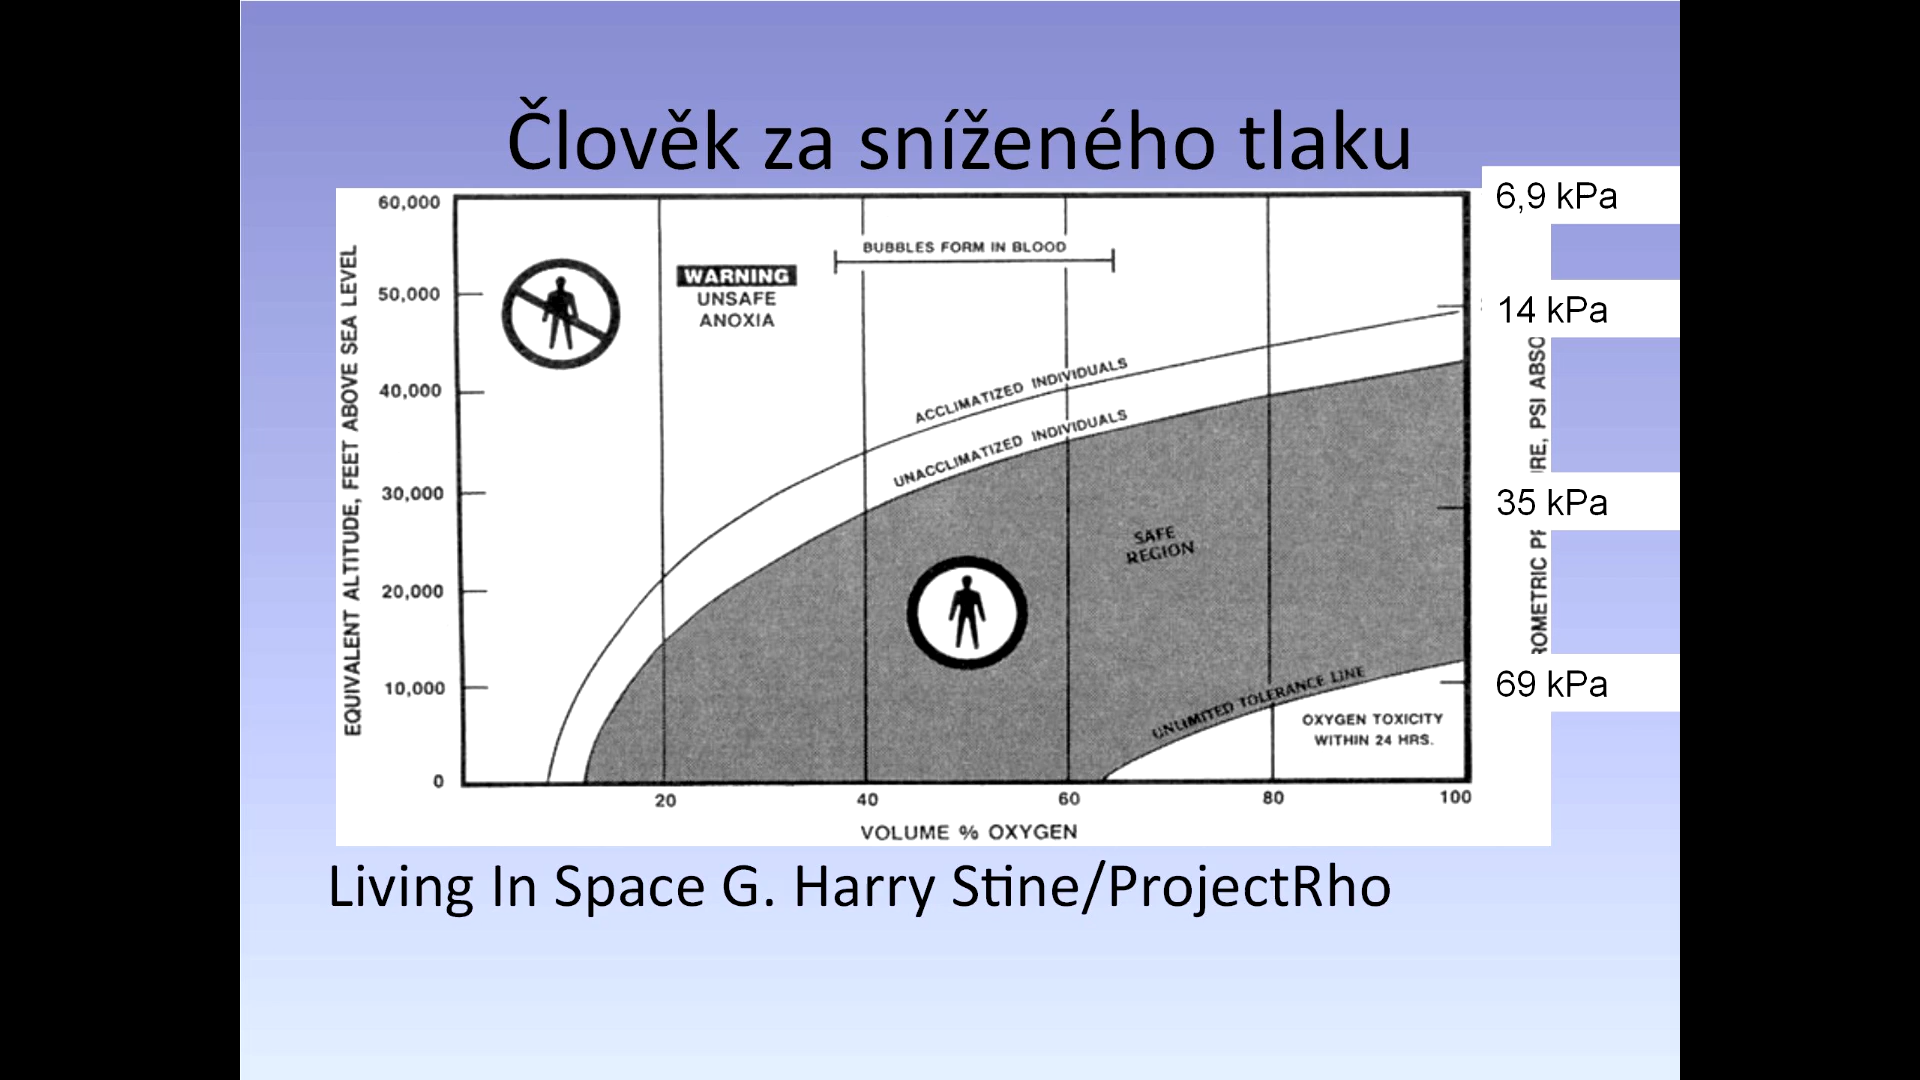 Člověk za sníženého tlaku
60,000
50,000
40,000
30,000
20,000
10,000
0
EQUIVALENT ALTITUDE, FEET ABOVE SEA LEVEL
WARNING
UNSAFE
ANOXIA
BUBBLES FORM IN BLOOD
ACCLIMATIZED INDIVIDUALS
UNACCLIMATIZED INDIVIDUALS
SAFE
REGION
UNLIMITED TOLERANCE LINE
OXYGEN TOXICITY
WITHIN 24 HRS.
6,9 kPa
14 kPa
35 kPa
69 kPa
PSI
20 40 60 80 100
VOLUME % OXYGEN
Living In Space G. Harry Stine/ProjectRho